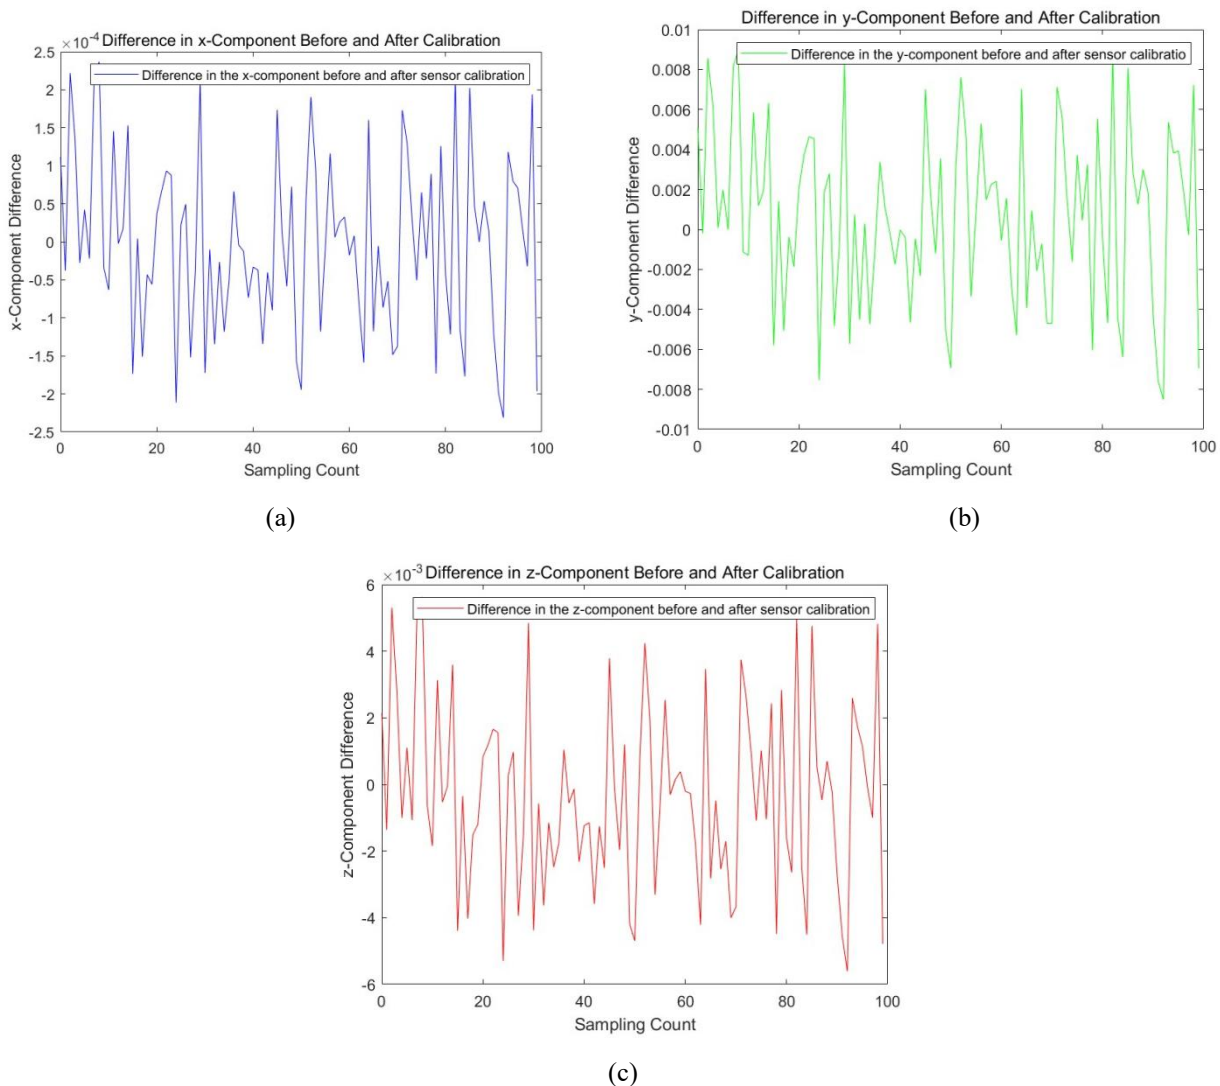 ×10⁻⁴ Difference in x-Component Before and After Calibration
2.5
Difference in the x-component before and after sensor calibration
2
1.5
1
0.5
0
-0.5
-1
-1.5
-2
-2.5
x-Component Difference
0 20 40 60 80 100
Sampling Count
(a)
Difference in y-Component Before and After Calibration
0.01
Difference in the y-component before and after sensor calibratio
0.008
0.006
0.004
0.002
0
-0.002
-0.004
-0.006
-0.008
-0.01
y-Component Difference
0 20 40 60 80 100
Sampling Count
(b)
×10⁻³ Difference in z-Component Before and After Calibration
6
Difference in the z-component before and after sensor calibration
4
2
0
-2
-4
-6
z-Component Difference
0 20 40 60 80 100
Sampling Count
(c)